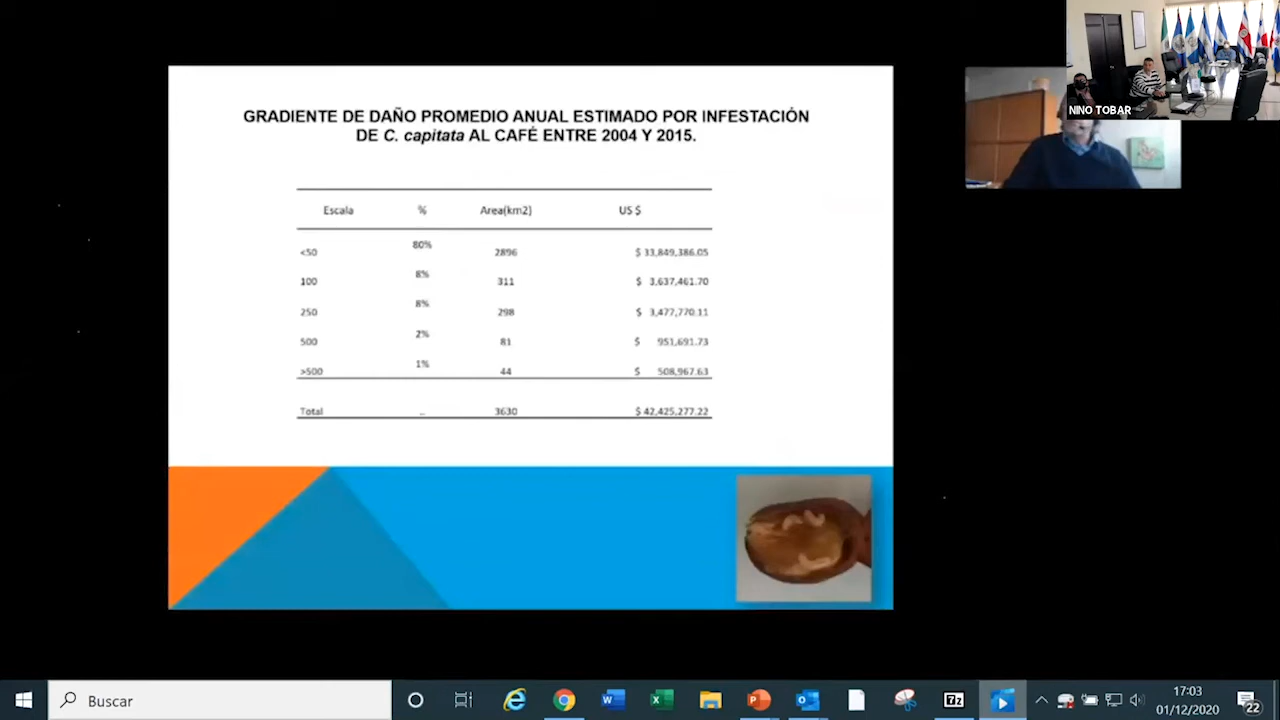 NINO TOBAR
GRADIENTE DE DAÑO PROMEDIO ANUAL ESTIMADO POR INFESTACIÓN
DE C. capitata AL CAFÉ ENTRE 2004 Y 2015.
Escala % Area(km2) US $
<50 80% 2896 $ 33,849,386.05
100 8% 311 $ 3,637,461.70
250 8% 298 $ 3,477,770.11
500 2% 81 $ 951,691.73
>500 1% 44 $ 508,967.63
Total .. 3630 $ 42,425,277.22
Buscar
17:03
01/12/2020
22
7z